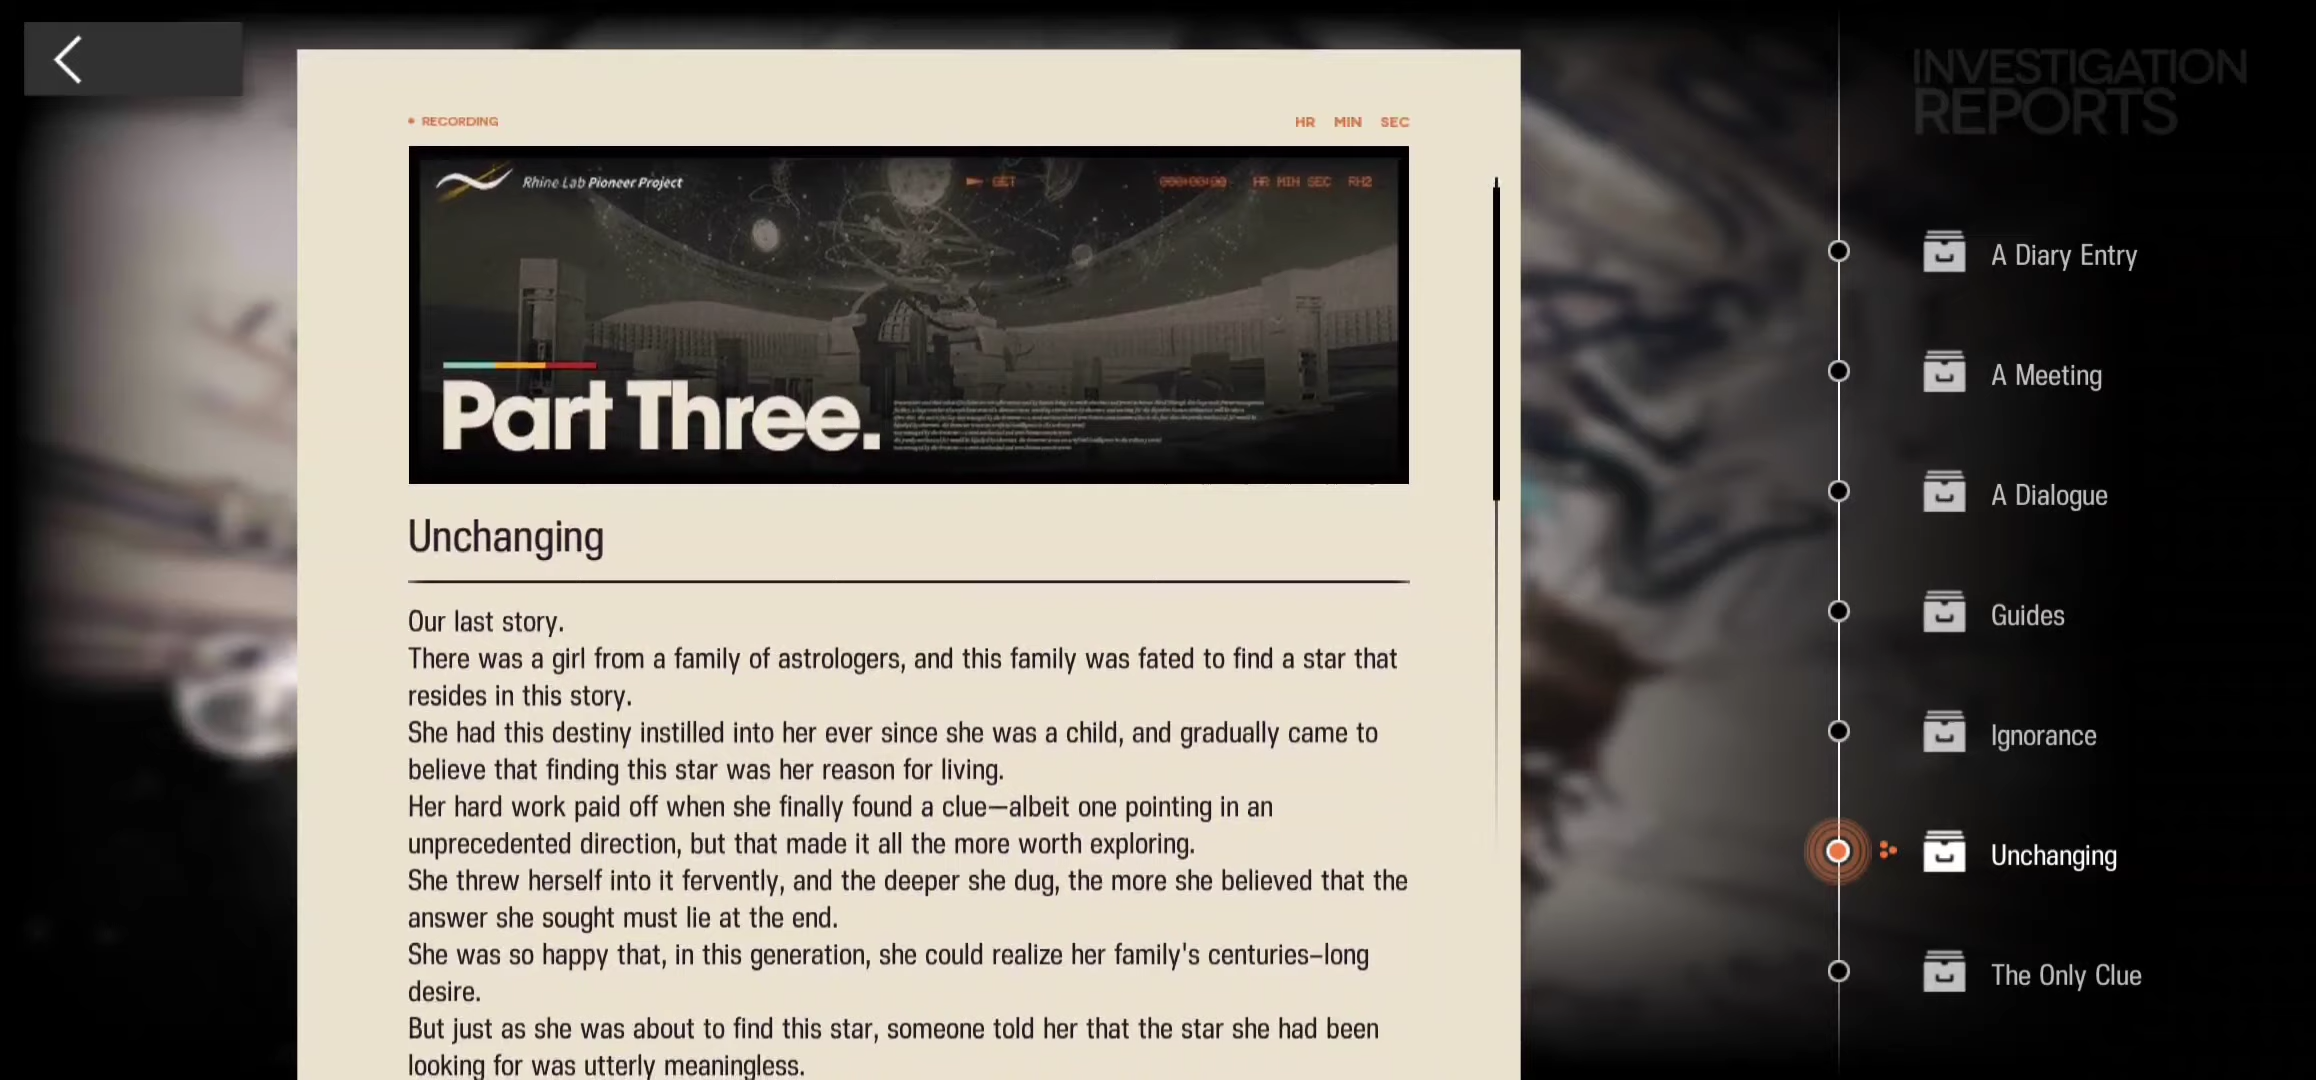 INVESTIGATION
REPORTS
RECORDING
HR MIN SEC
Rhine Lab Pioneer Project
GET
000:00:00 HR MIN SEC RH2
Part Three.
Unchanging
Our last story.
There was a girl from a family of astrologers, and this family was fated to find a star that
resides in this story.
She had this destiny instilled into her ever since she was a child, and gradually came to
believe that finding this star was her reason for living.
Her hard work paid off when she finally found a clue—albeit one pointing in an
unprecedented direction, but that made it all the more worth exploring.
She threw herself into it fervently, and the deeper she dug, the more she believed that the
answer she sought must lie at the end.
She was so happy that, in this generation, she could realize her family's centuries-long
desire.
But just as she was about to find this star, someone told her that the star she had been
looking for was utterly meaningless.
A Diary Entry
A Meeting
A Dialogue
Guides
Ignorance
Unchanging
The Only Clue